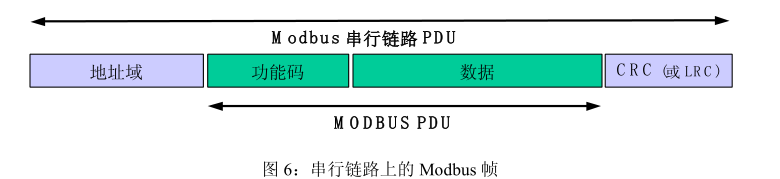 Modbus 串行链路 PDU
地址域 功能码 数据 CRC (或 LRC)
MODBUS PDU
图 6：串行链路上的 Modbus 帧